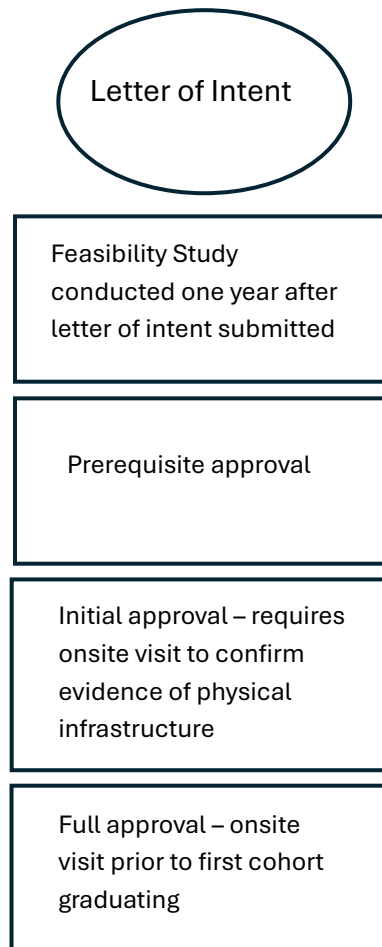 Letter of Intent
Feasibility Study
conducted one year after
letter of intent submitted
Prerequisite approval
Initial approval – requires
onsite visit to confirm
evidence of physical
infrastructure
Full approval – onsite
visit prior to first cohort
graduating